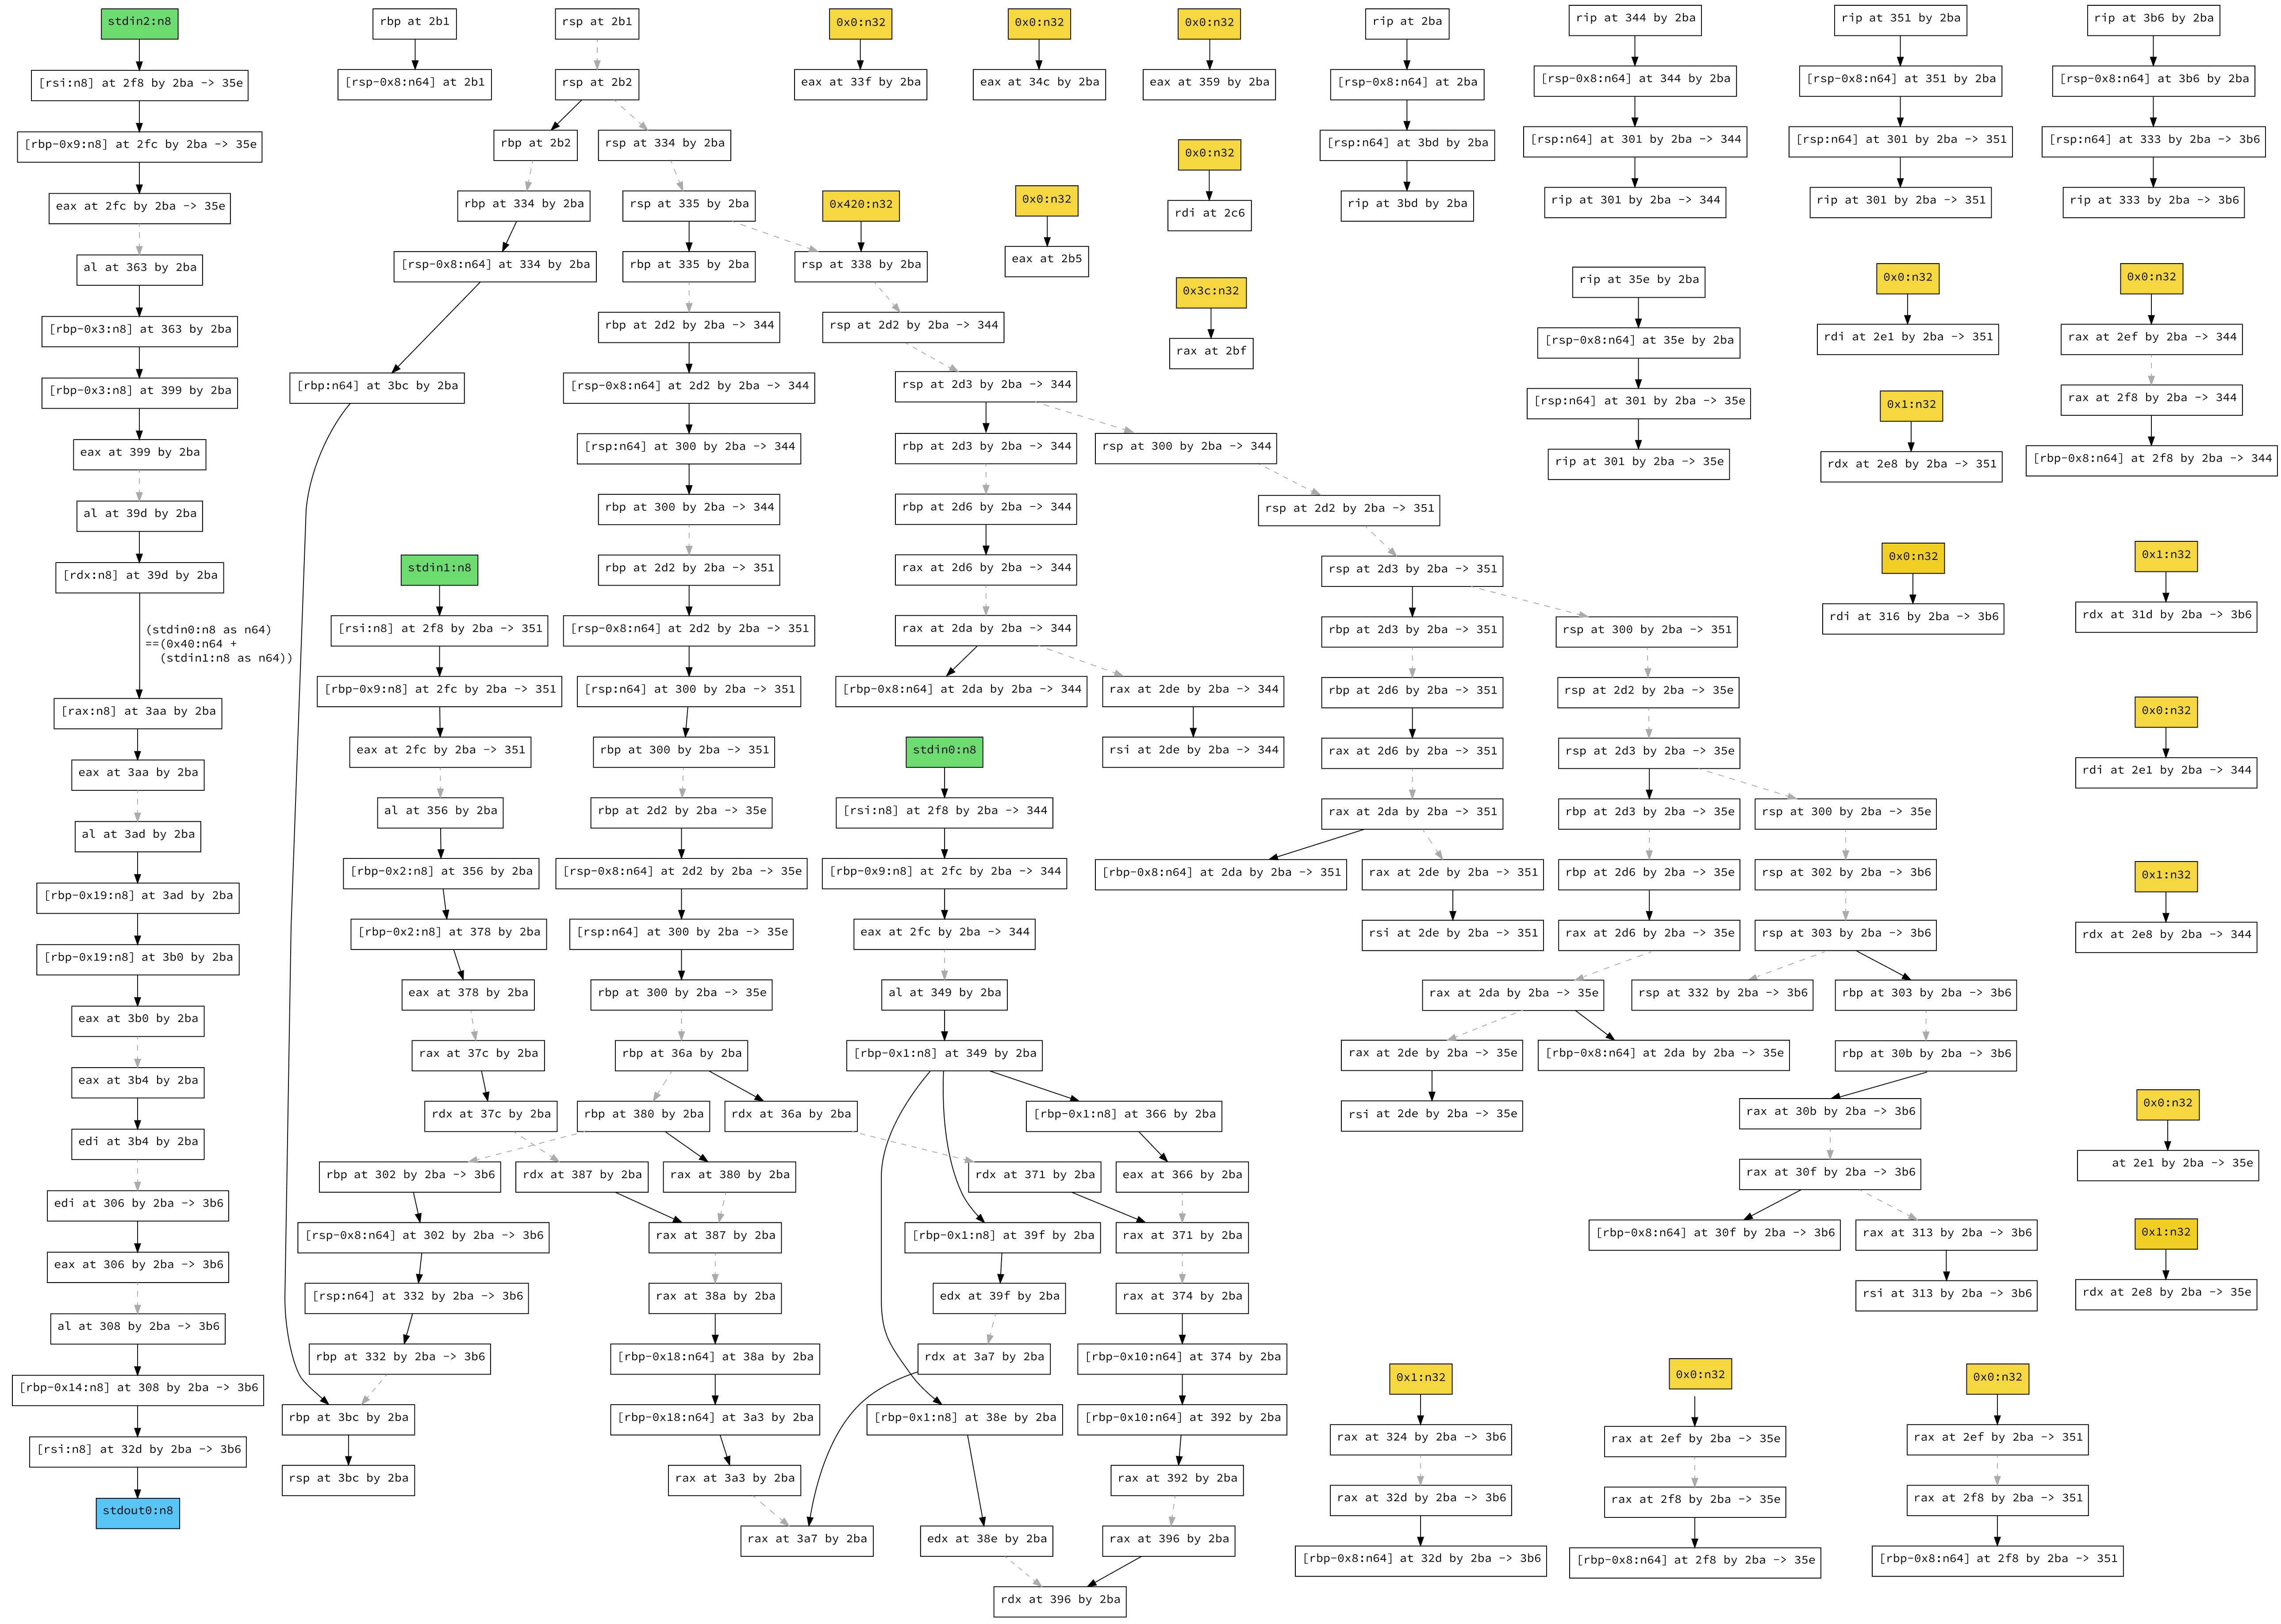 stdin2:n8
[rsi:n8] at 2f8 by 2ba -> 35e
[rbp-0x9:n8] at 2fc by 2ba -> 35e
eax at 2fc by 2ba -> 35e
al at 363 by 2ba
[rbp-0x3:n8] at 363 by 2ba
[rbp-0x3:n8] at 399 by 2ba
eax at 399 by 2ba
al at 39d by 2ba
[rdx:n8] at 39d by 2ba
(stdin0:n8 as n64)
==(0x40:n64 +
(stdin1:n8 as n64))
[rax:n8] at 3aa by 2ba
eax at 3aa by 2ba
al at 3ad by 2ba
[rbp-0x19:n8] at 3ad by 2ba
[rbp-0x19:n8] at 3b0 by 2ba
eax at 3b0 by 2ba
eax at 3b4 by 2ba
edi at 3b4 by 2ba
edi at 306 by 2ba -> 3b6
eax at 306 by 2ba -> 3b6
al at 308 by 2ba -> 3b6
[rbp-0x14:n8] at 308 by 2ba -> 3b6
[rsi:n8] at 32d by 2ba -> 3b6
stdout0:n8
rbp at 2b1
[rsp-0x8:n64] at 2b1
rsp at 2b1
rsp at 2b2
rbp at 2b2
rsp at 334 by 2ba
rbp at 334 by 2ba
rsp at 335 by 2ba
[rsp-0x8:n64] at 334 by 2ba
rbp at 335 by 2ba
0x420:n32
rsp at 338 by 2ba
[rbp:n64] at 3bc by 2ba
rbp at 2d2 by 2ba -> 344
[rsp-0x8:n64] at 2d2 by 2ba -> 344
[rsp:n64] at 300 by 2ba -> 344
rbp at 300 by 2ba -> 344
rbp at 2d2 by 2ba -> 351
[rsp-0x8:n64] at 2d2 by 2ba -> 351
[rsp:n64] at 300 by 2ba -> 351
rbp at 300 by 2ba -> 351
rbp at 2d2 by 2ba -> 35e
[rsp-0x8:n64] at 2d2 by 2ba -> 35e
[rsp:n64] at 300 by 2ba -> 35e
rbp at 300 by 2ba -> 35e
rbp at 36a by 2ba
rbp at 380 by 2ba
rdx at 36a by 2ba
stdin1:n8
[rsi:n8] at 2f8 by 2ba -> 351
[rbp-0x9:n8] at 2fc by 2ba -> 351
eax at 2fc by 2ba -> 351
al at 356 by 2ba
[rbp-0x2:n8] at 356 by 2ba
[rbp-0x2:n8] at 378 by 2ba
eax at 378 by 2ba
rax at 37c by 2ba
rdx at 37c by 2ba
rbp at 302 by 2ba -> 3b6
rdx at 387 by 2ba
rax at 380 by 2ba
[rsp-0x8:n64] at 302 by 2ba -> 3b6
rax at 387 by 2ba
[rsp:n64] at 332 by 2ba -> 3b6
rax at 38a by 2ba
rbp at 332 by 2ba -> 3b6
[rbp-0x18:n64] at 38a by 2ba
rbp at 3bc by 2ba
[rbp-0x18:n64] at 3a3 by 2ba
rsp at 3bc by 2ba
rax at 3a3 by 2ba
rax at 3a7 by 2ba
0x0:n32
eax at 33f by 2ba
0x0:n32
eax at 34c by 2ba
0x0:n32
eax at 359 by 2ba
0x0:n32
rdi at 2c6
0x0:n32
eax at 2b5
0x3c:n32
rax at 2bf
rsp at 2d2 by 2ba -> 344
rsp at 2d3 by 2ba -> 344
rbp at 2d3 by 2ba -> 344
rsp at 300 by 2ba -> 344
rbp at 2d6 by 2ba -> 344
rax at 2d6 by 2ba -> 344
rax at 2da by 2ba -> 344
[rbp-0x8:n64] at 2da by 2ba -> 344
rax at 2de by 2ba -> 344
rsi at 2de by 2ba -> 344
stdin0:n8
[rsi:n8] at 2f8 by 2ba -> 344
[rbp-0x9:n8] at 2fc by 2ba -> 344
eax at 2fc by 2ba -> 344
al at 349 by 2ba
[rbp-0x1:n8] at 349 by 2ba
[rbp-0x1:n8] at 366 by 2ba
rdx at 371 by 2ba
eax at 366 by 2ba
[rbp-0x1:n8] at 39f by 2ba
rax at 371 by 2ba
edx at 39f by 2ba
rax at 374 by 2ba
rdx at 3a7 by 2ba
[rbp-0x10:n64] at 374 by 2ba
[rbp-0x1:n8] at 38e by 2ba
[rbp-0x10:n64] at 392 by 2ba
rax at 392 by 2ba
edx at 38e by 2ba
rax at 396 by 2ba
rdx at 396 by 2ba
rip at 2ba
[rsp-0x8:n64] at 2ba
[rsp:n64] at 3bd by 2ba
rip at 3bd by 2ba
rip at 344 by 2ba
[rsp-0x8:n64] at 344 by 2ba
[rsp:n64] at 301 by 2ba -> 344
rip at 301 by 2ba -> 344
rip at 351 by 2ba
[rsp-0x8:n64] at 351 by 2ba
[rsp:n64] at 301 by 2ba -> 351
rip at 301 by 2ba -> 351
rip at 3b6 by 2ba
[rsp-0x8:n64] at 3b6 by 2ba
[rsp:n64] at 333 by 2ba -> 3b6
rip at 333 by 2ba -> 3b6
rip at 35e by 2ba
[rsp-0x8:n64] at 35e by 2ba
[rsp:n64] at 301 by 2ba -> 35e
rip at 301 by 2ba -> 35e
0x0:n32
rdi at 2e1 by 2ba -> 351
0x1:n32
rdx at 2e8 by 2ba -> 351
0x0:n32
rax at 2ef by 2ba -> 344
rax at 2f8 by 2ba -> 344
[rbp-0x8:n64] at 2f8 by 2ba -> 344
rsp at 2d2 by 2ba -> 351
rsp at 2d3 by 2ba -> 351
rbp at 2d3 by 2ba -> 351
rsp at 300 by 2ba -> 351
rbp at 2d6 by 2ba -> 351
rsp at 2d2 by 2ba -> 35e
rax at 2d6 by 2ba -> 351
rsp at 2d3 by 2ba -> 35e
rax at 2da by 2ba -> 351
rbp at 2d3 by 2ba -> 35e
rsp at 300 by 2ba -> 35e
[rbp-0x8:n64] at 2da by 2ba -> 351
rax at 2de by 2ba -> 351
rbp at 2d6 by 2ba -> 35e
rsp at 302 by 2ba -> 3b6
rsi at 2de by 2ba -> 351
rax at 2d6 by 2ba -> 35e
rsp at 303 by 2ba -> 3b6
rax at 2da by 2ba -> 35e
rsp at 332 by 2ba -> 3b6
rbp at 303 by 2ba -> 3b6
rax at 2de by 2ba -> 35e
[rbp-0x8:n64] at 2da by 2ba -> 35e
rbp at 30b by 2ba -> 3b6
rsi at 2de by 2ba -> 35e
rax at 30b by 2ba -> 3b6
rax at 30f by 2ba -> 3b6
[rbp-0x8:n64] at 30f by 2ba -> 3b6
rax at 313 by 2ba -> 3b6
rsi at 313 by 2ba -> 3b6
0x0:n32
rdi at 316 by 2ba -> 3b6
0x1:n32
rdx at 31d by 2ba -> 3b6
0x0:n32
rdi at 2e1 by 2ba -> 344
0x1:n32
rdx at 2e8 by 2ba -> 344
0x0:n32
at 2e1 by 2ba -> 35e
0x1:n32
rdx at 2e8 by 2ba -> 35e
0x1:n32
rax at 324 by 2ba -> 3b6
rax at 32d by 2ba -> 3b6
[rbp-0x8:n64] at 32d by 2ba -> 3b6
0x0:n32
rax at 2ef by 2ba -> 35e
rax at 2f8 by 2ba -> 35e
[rbp-0x8:n64] at 2f8 by 2ba -> 35e
0x0:n32
rax at 2ef by 2ba -> 351
rax at 2f8 by 2ba -> 351
[rbp-0x8:n64] at 2f8 by 2ba -> 351